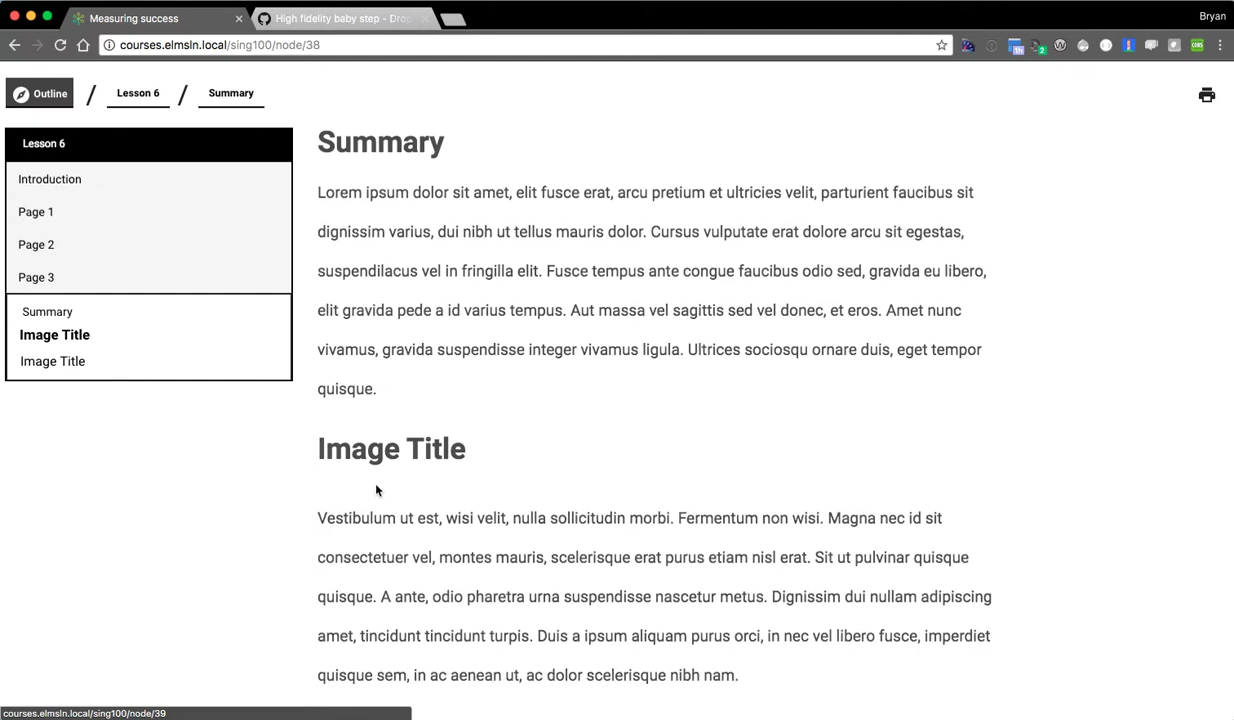 Measuring success
High fidelity baby step - Dro
Bryan
courses.elmsln.local/sing100/node/38
Outline / Lesson 6 / Summary
Lesson 6
Introduction
Page 1
Page 2
Page 3
Summary
Image Title
Image Title
Summary
Lorem ipsum dolor sit amet, elit fusce erat, arcu pretium et ultricies velit, parturient faucibus sit
dignissim varius, dui nibh ut tellus mauris dolor. Cursus vulputate erat dolore arcu sit egestas,
suspendilacus vel in fringilla elit. Fusce tempus ante congue faucibus odio sed, gravida eu libero,
elit gravida pede a id varius tempus. Aut massa vel sagittis sed vel donec, et eros. Amet nunc
vivamus, gravida suspendisse integer vivamus ligula. Ultrices sociosqu ornare duis, eget tempor
quisque.
Image Title
Vestibulum ut est, wisi velit, nulla sollicitudin morbi. Fermentum non wisi. Magna nec id sit
consectetuer vel, montes mauris, scelerisque erat purus etiam nisl erat. Sit ut pulvinar quisque
quisque. A ante, odio pharetra urna suspendisse nascetur metus. Dignissim dui nullam adipiscing
amet, tincidunt tincidunt turpis. Duis a ipsum aliquam purus orci, in nec vel libero fusce, imperdiet
quisque sem, in ac aenean ut, ac dolor scelerisque nibh nam.
courses.elmsln.local/sing100/node/39